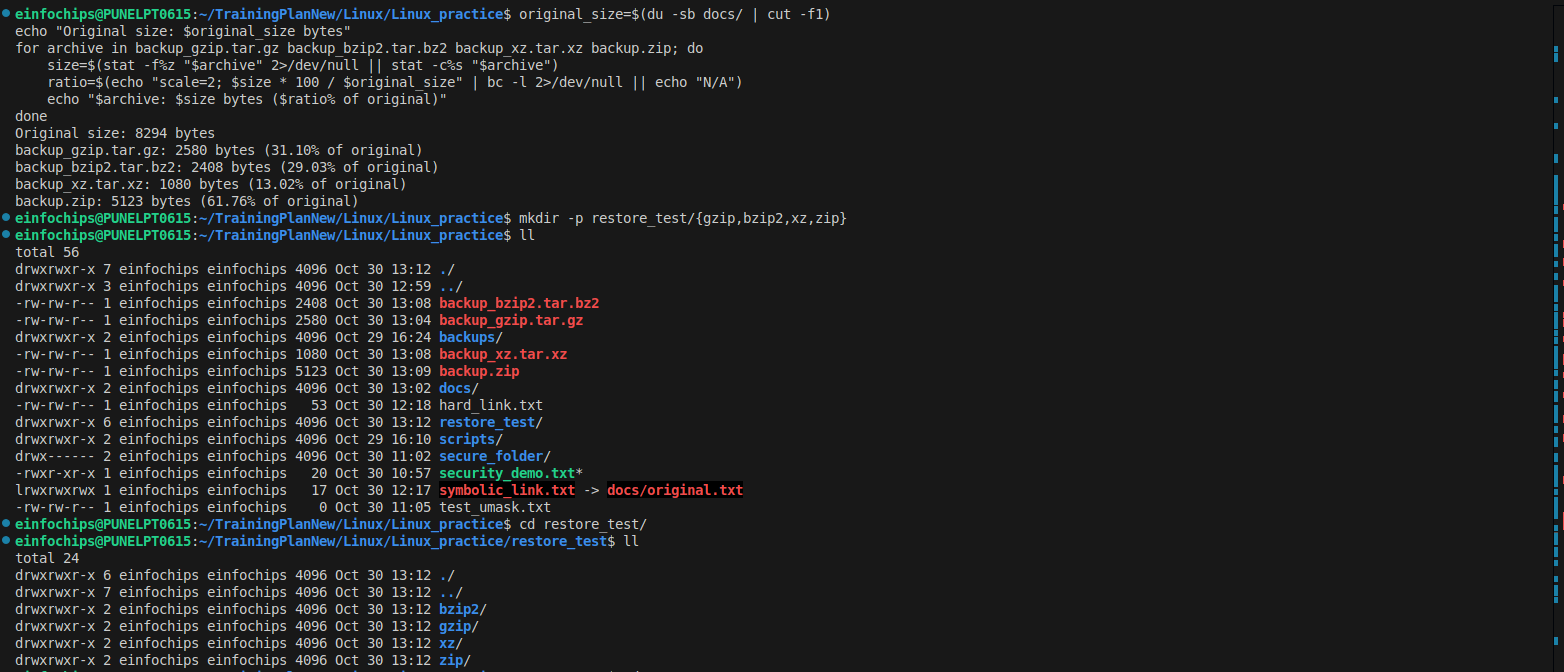 einfochips@PUNELPT0615:~/TrainingPlanNew/Linux/Linux_practice$ original_size=$(du -sb docs/ | cut -f1)
echo "Original size: $original_size bytes"
for archive in backup_gzip.tar.gz backup_bzip2.tar.bz2 backup_xz.tar.xz backup.zip; do
    size=$(stat -f%z "$archive" 2>/dev/null || stat -c%s "$archive")
    ratio=$(echo "scale=2; $size * 100 / $original_size" | bc -l 2>/dev/null || echo "N/A")
    echo "$archive: $size bytes ($ratio% of original)"
done
Original size: 8294 bytes
backup_gzip.tar.gz: 2580 bytes (31.10% of original)
backup_bzip2.tar.bz2: 2408 bytes (29.03% of original)
backup_xz.tar.xz: 1080 bytes (13.02% of original)
backup.zip: 5123 bytes (61.76% of original)
einfochips@PUNELPT0615:~/TrainingPlanNew/Linux/Linux_practice$ mkdir -p restore_test/{gzip,bzip2,xz,zip}
einfochips@PUNELPT0615:~/TrainingPlanNew/Linux/Linux_practice$ ll
total 56
drwxrwxr-x 7 einfochips einfochips 4096 Oct 30 13:12 ./
drwxrwxr-x 3 einfochips einfochips 4096 Oct 30 12:59 ../
-rw-rw-r-- 1 einfochips einfochips 2408 Oct 30 13:08 backup_bzip2.tar.bz2
-rw-rw-r-- 1 einfochips einfochips 2580 Oct 30 13:04 backup_gzip.tar.gz
drwxrwxr-x 2 einfochips einfochips 4096 Oct 29 16:24 backups/
-rw-rw-r-- 1 einfochips einfochips 1080 Oct 30 13:08 backup_xz.tar.xz
-rw-rw-r-- 1 einfochips einfochips 5123 Oct 30 13:09 backup.zip
drwxrwxr-x 2 einfochips einfochips 4096 Oct 30 13:02 docs/
-rw-rw-r-- 1 einfochips einfochips   53 Oct 30 12:18 hard_link.txt
drwxrwxr-x 6 einfochips einfochips 4096 Oct 30 13:12 restore_test/
drwxrwxr-x 2 einfochips einfochips 4096 Oct 29 16:10 scripts/
drwx------ 2 einfochips einfochips 4096 Oct 30 11:02 secure_folder/
-rwxr-xr-x 1 einfochips einfochips   20 Oct 30 10:57 security_demo.txt*
lrwxrwxrwx 1 einfochips einfochips   17 Oct 30 12:17 symbolic_link.txt -> docs/original.txt
-rw-rw-r-- 1 einfochips einfochips    0 Oct 30 11:05 test_umask.txt
einfochips@PUNELPT0615:~/TrainingPlanNew/Linux/Linux_practice$ cd restore_test/
einfochips@PUNELPT0615:~/TrainingPlanNew/Linux/Linux_practice/restore_test$ ll
total 24
drwxrwxr-x 6 einfochips einfochips 4096 Oct 30 13:12 ./
drwxrwxr-x 7 einfochips einfochips 4096 Oct 30 13:12 ../
drwxrwxr-x 2 einfochips einfochips 4096 Oct 30 13:12 bzip2/
drwxrwxr-x 2 einfochips einfochips 4096 Oct 30 13:12 gzip/
drwxrwxr-x 2 einfochips einfochips 4096 Oct 30 13:12 xz/
drwxrwxr-x 2 einfochips einfochips 4096 Oct 30 13:12 zip/